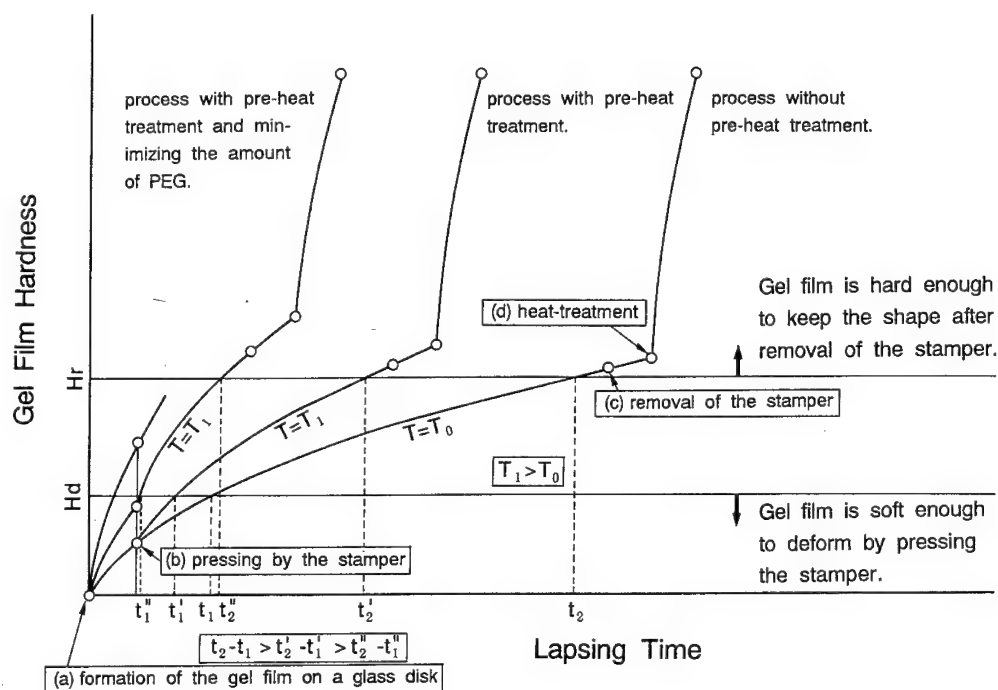 process with pre-heat
treatment and min-
imizing the amount
of PEG.
process with pre-heat
treatment.
process without
pre-heat treatment.
Gel Film Hardness
Hr
Hd
(d) heat-treatment
Gel film is hard enough
to keep the shape after
removal of the stamper.
(c) removal of the stamper
T=T₁
T=T₁
T=T₀
T₁>T₀
Gel film is soft enough
to deform by pressing
the stamper.
(b) pressing by the stamper
t₁" t₁' t₁ t₂" t₂' t₂
t₂-t₁ > t₂'-t₁' > t₂"-t₁"
Lapsing Time
(a) formation of the gel film on a glass disk